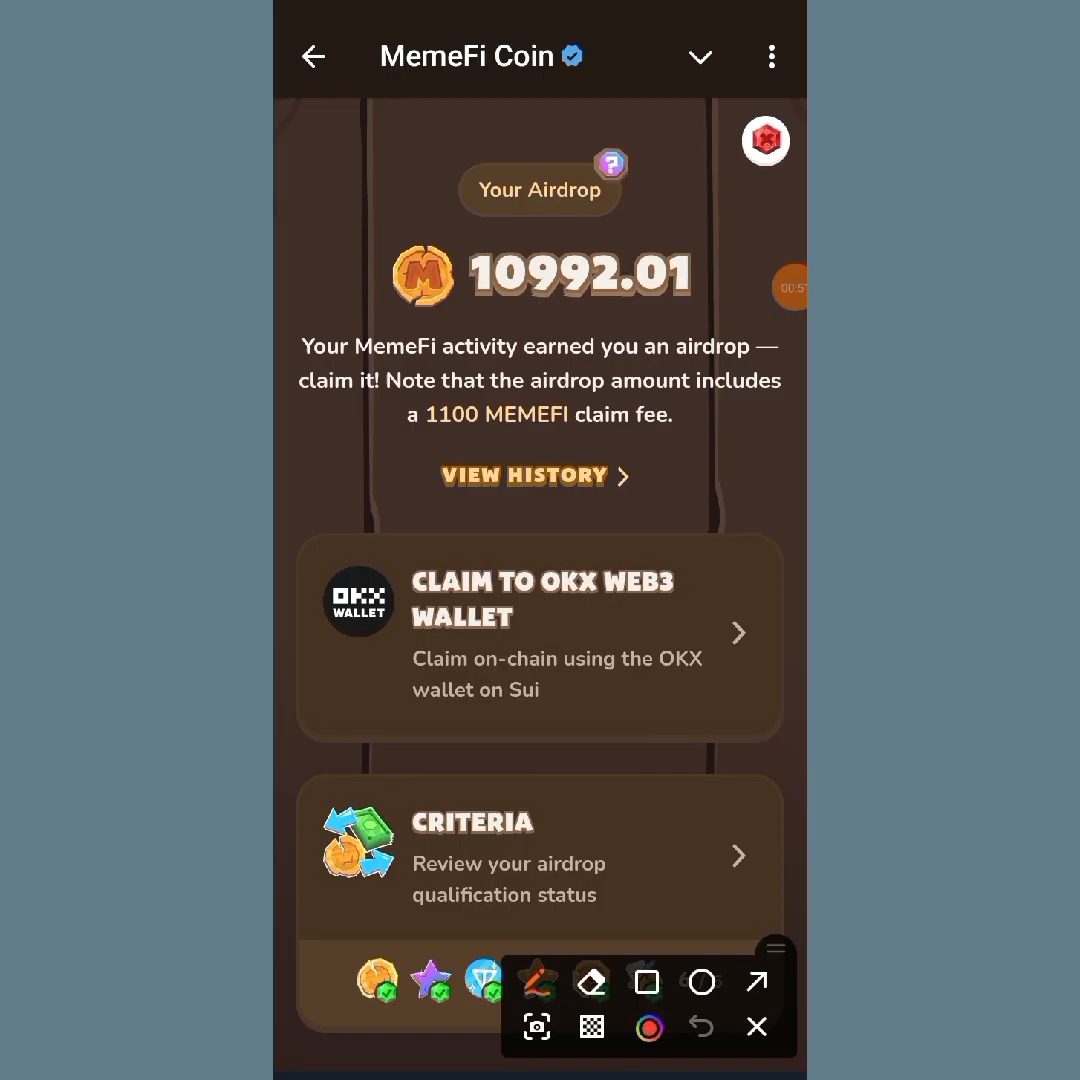 MemeFi Coin
Your Airdrop
?
M 10992.01
00:5
Your MemeFi activity earned you an airdrop —
claim it! Note that the airdrop amount includes
a 1100 MEMEFI claim fee.
VIEW HISTORY
OKX
WALLET
CLAIM TO OKX WEB3
WALLET
Claim on-chain using the OKX
wallet on Sui
CRITERIA
Review your airdrop
qualification status